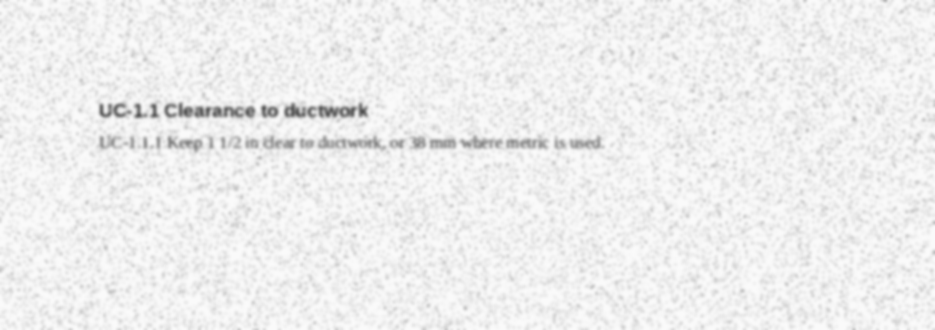 UC-1.1 Clearance to ductwork
UC-1.1.1 Keep 1 1/2 in clear to ductwork, or 38 mm where metric is used.